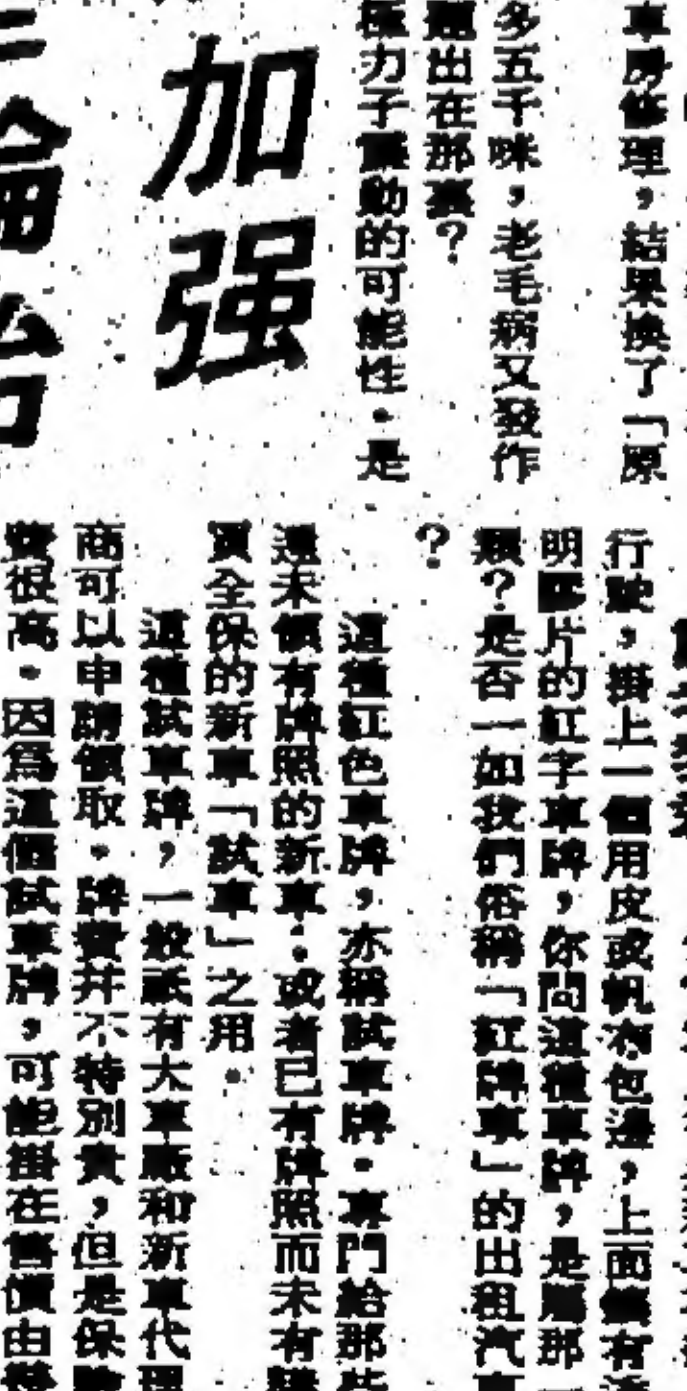 車房修理，結果換了「原
多五千咪，老毛病又發作
題出在那裏？
極力子震動的可能性。是
加强
論
行駛，掛上一個用皮或帆布包邊，上面鑲有透
明膠片的紅字車牌，你問這種車牌，是屬那一
類？是否一如我們俗稱「紅牌車」的出租汽車
？
這種紅色車牌，亦稱試車牌。專門給那些
還未領有牌照的新車。或者已有牌照而未有購
買全保的新車「試車」之用。
這種試車牌，一般祇有大車廠和新車代理
商可以申請領取。牌費并不特別貴，但是保險
費很高。因爲這個試車牌，可能掛在售價由幾